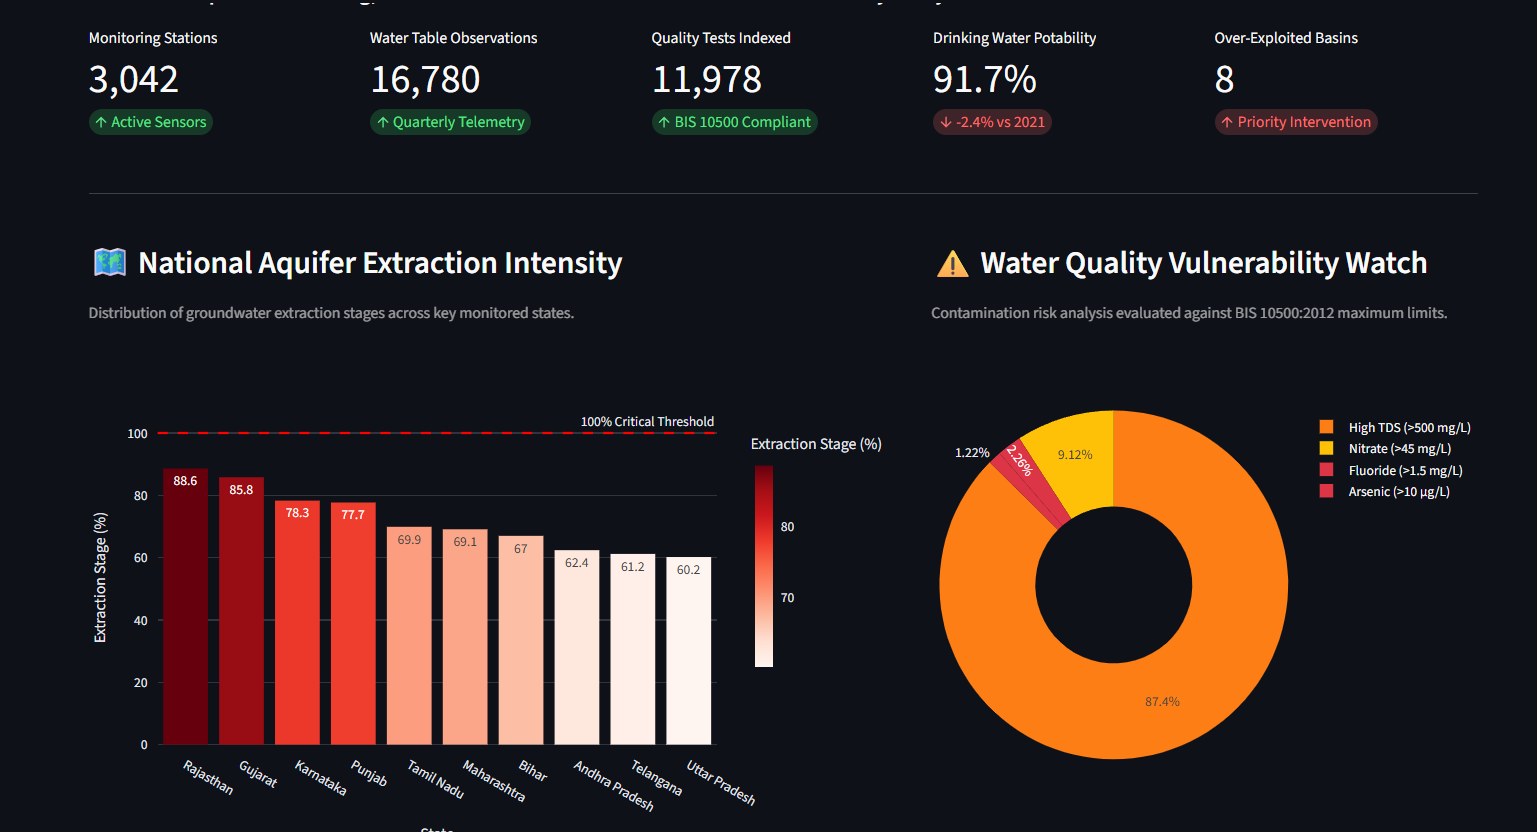 Monitoring Stations
3,042
↑ Active Sensors
Water Table Observations
16,780
↑ Quarterly Telemetry
Quality Tests Indexed
11,978
↑ BIS 10500 Compliant
Drinking Water Potability
91.7%
↓ -2.4% vs 2021
Over-Exploited Basins
8
↑ Priority Intervention
National Aquifer Extraction Intensity
Distribution of groundwater extraction stages across key monitored states.
100% Critical Threshold
Extraction Stage (%)
100
80
60
40
20
0
88.6
85.8
78.3
77.7
69.9
69.1
67
62.4
61.2
60.2
Rajasthan
Gujarat
Karnataka
Punjab
Tamil Nadu
Maharashtra
Bihar
Andhra Pradesh
Telangana
Uttar Pradesh
Extraction Stage (%)
80
70
Water Quality Vulnerability Watch
Contamination risk analysis evaluated against BIS 10500:2012 maximum limits.
1.22%
2.26%
9.12%
87.4%
High TDS (>500 mg/L)
Nitrate (>45 mg/L)
Fluoride (>1.5 mg/L)
Arsenic (>10 µg/L)